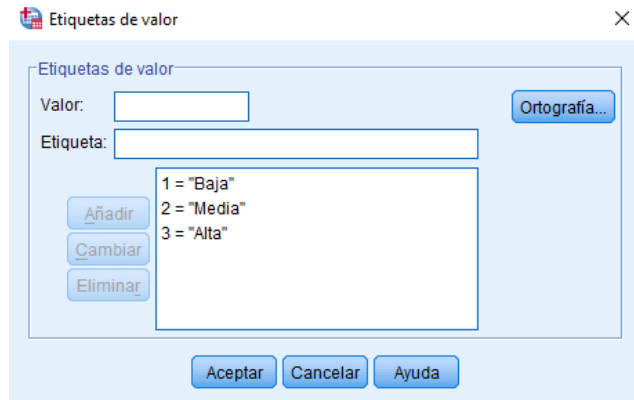 Etiquetas de valor
Etiquetas de valor
Valor:
Ortografía...
Etiqueta:
1 = "Baja"
2 = "Media"
3 = "Alta"
Añadir
Cambiar
Eliminar
Aceptar
Cancelar
Ayuda